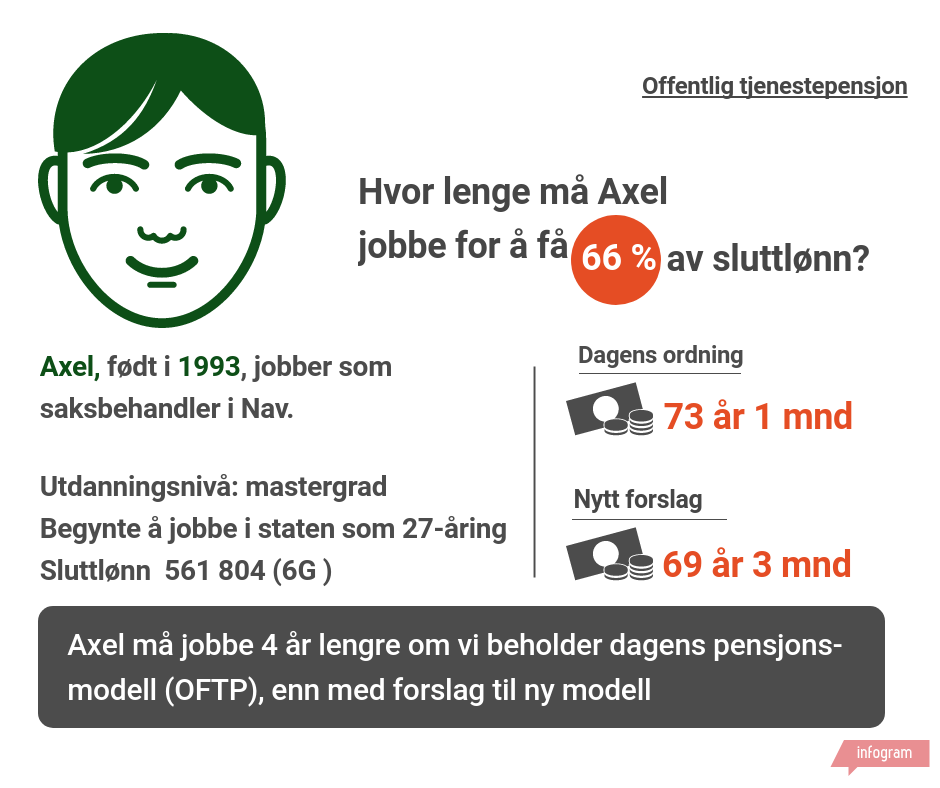 Offentlig tjenestepensjon
Hvor lenge må Axel
jobbe for å få 66 % av sluttlønn?
Axel, født i 1993, jobber som
saksbehandler i Nav.
Utdanningsnivå: mastergrad
Begynte å jobbe i staten som 27-åring
Sluttlønn 561 804 (6G )
Dagens ordning
73 år 1 mnd
Nytt forslag
69 år 3 mnd
Axel må jobbe 4 år lengre om vi beholder dagens pensjons-
modell (OFTP), enn med forslag til ny modell
infogram